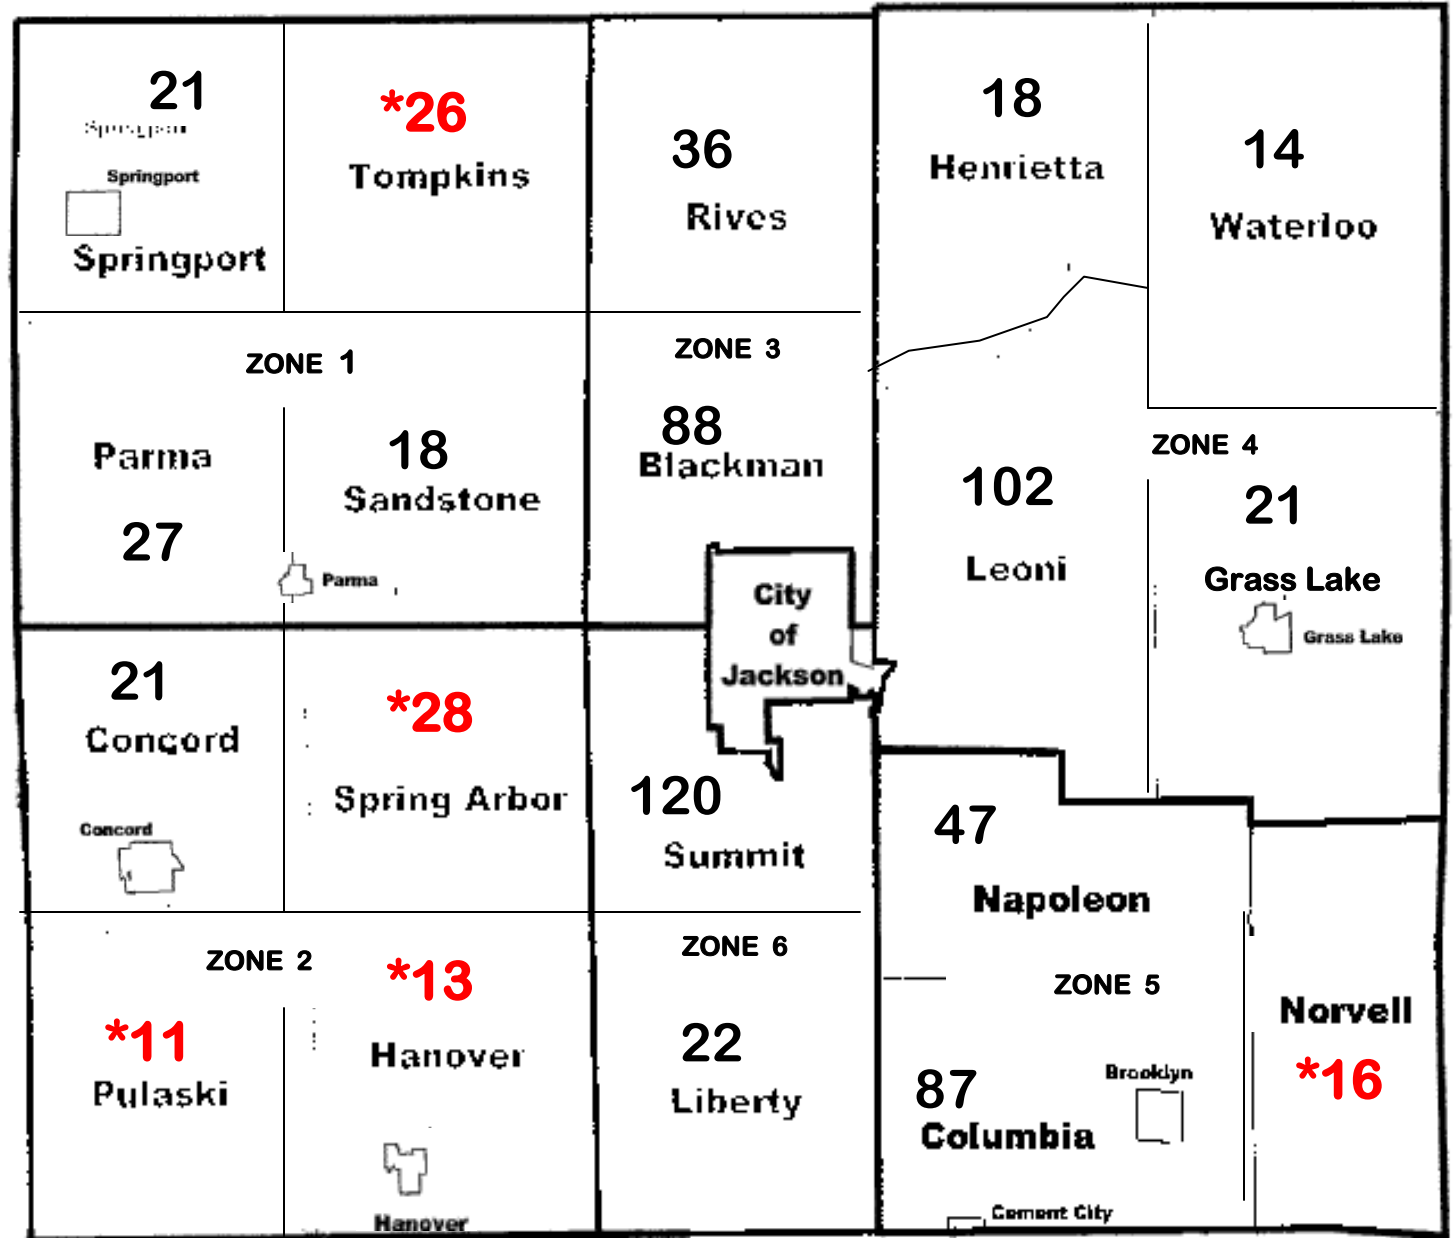 21
Springport
Springport
Springport
*26
Tompkins
36
Rives
18
Henrietta
14
Waterloo
ZONE 1
Parma
27
18
Sandstone
Parma
ZONE 3
88
Blackman
City
of
Jackson
ZONE 4
102
Leoni
21
Grass Lake
Grass Lake
21
Concord
Concord
*28
Spring Arbor
120
Summit
47
Napoleon
ZONE 2
*11
Pulaski
*13
Hanover
Hanover
ZONE 6
22
Liberty
ZONE 5
87
Columbia
Brooklyn
Cement City
Norvell
*16